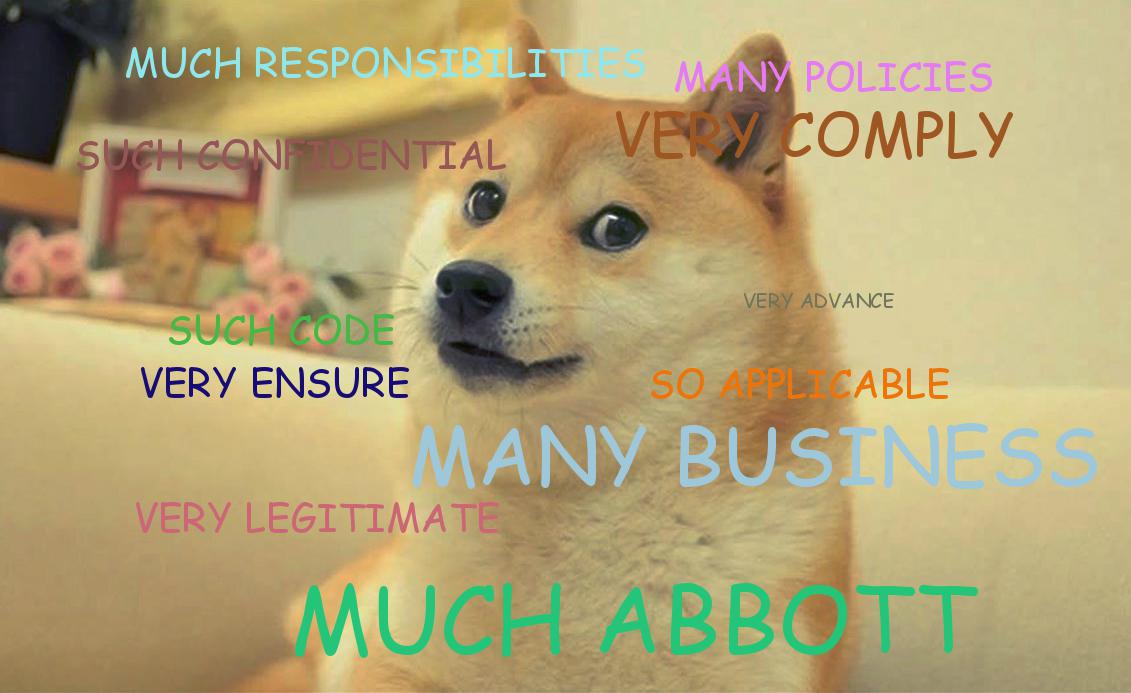 MUCH RESPONSIBILITIES
MANY POLICIES
VERY COMPLY
SUCH CONFIDENTIAL
VERY ADVANCE
SUCH CODE
VERY ENSURE
SO APPLICABLE
MANY BUSINESS
VERY LEGITIMATE
MUCH ABBOTT